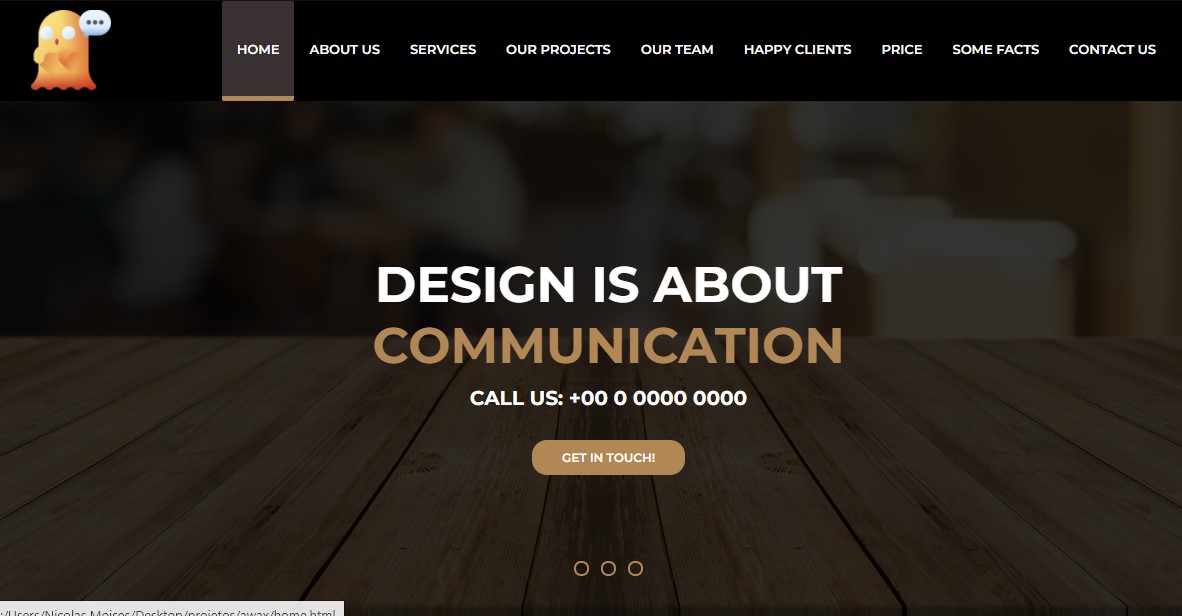 HOME ABOUT US SERVICES OUR PROJECTS OUR TEAM HAPPY CLIENTS PRICE SOME FACTS CONTACT US
DESIGN IS ABOUT
COMMUNICATION
CALL US: +00 0 0000 0000
GET IN TOUCH!
:/Users/Nicolas Moises/Desktop/projetos/awax/home.html